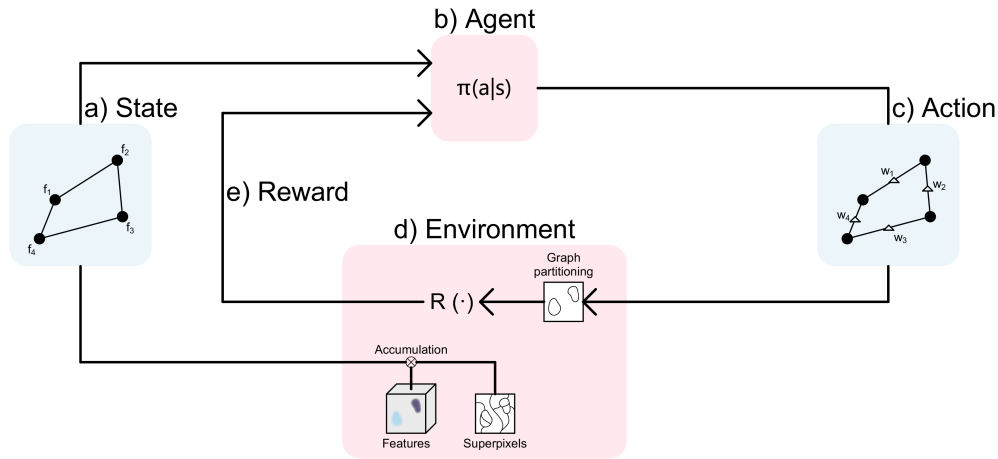 b) Agent
π(a|s)
a) State
f₂
f₁
f₃
f₄
c) Action
w₁
w₂
w₄
w₃
e) Reward
d) Environment
Graph
partitioning
R (·)
Accumulation
Features
Superpixels